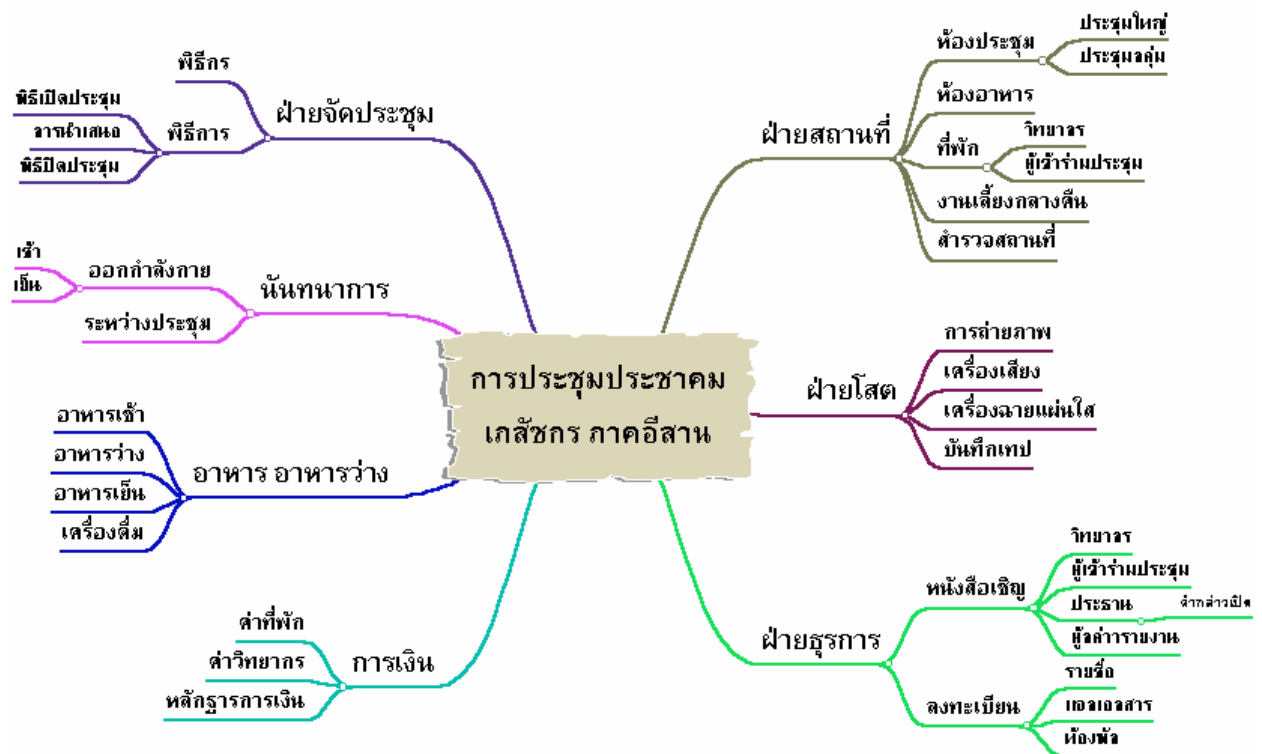 การประชุมประชาคม
เภสัชกร ภาคอีสาน
ฝ่ายจัดประชุม
พิธีกร
พิธีการ
พิธีเปิดประชุม
การนำเสนอ
พิธีปิดประชุม
นันทนาการ
ออกกำลังกาย
เช้า
เย็น
ระหว่างประชุม
อาหาร อาหารว่าง
อาหารเช้า
อาหารว่าง
อาหารเย็น
เครื่องดื่ม
การเงิน
ค่าที่พัก
ค่าวิทยากร
หลักฐารการเงิน
ฝ่ายสถานที่
ห้องประชุม
ประชุมใหญ่
ประชุมกลุ่ม
ห้องอาหาร
ที่พัก
วิทยากร
ผู้เข้าร่วมประชุม
งานเลี้ยงกลางคืน
สำรวจสถานที่
ฝ่ายโสต
การถ่ายภาพ
เครื่องเสียง
เครื่องฉายแผ่นใส
บันทึกเทป
ฝ่ายธุรการ
หนังสือเชิญ
วิทยากร
ผู้เข้าร่วมประชุม
ประธาน
คำกล่าวเปิด
ลงทะเบียน
รายชื่อ
แจกเอกสาร
ห้องพัก